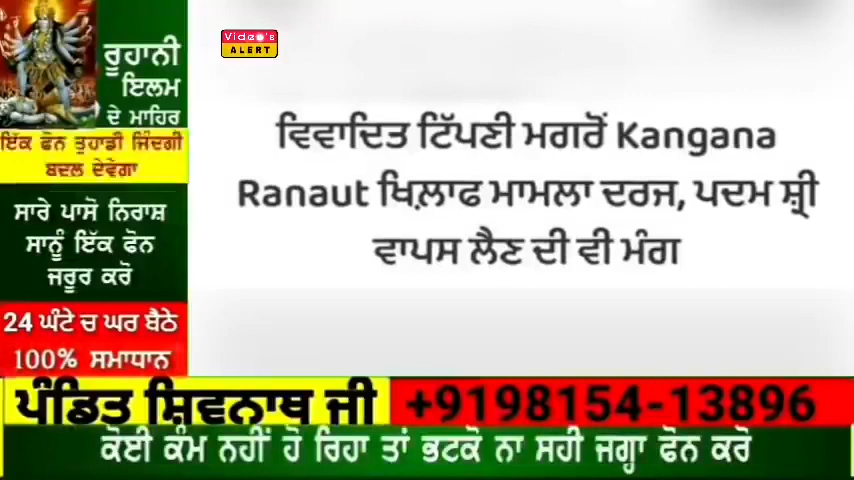 ਰੂਹਾਨੀ
ਇਲਮ
ਦੇ ਮਾਹਿਰ
ਇੱਕ ਫੋਨ ਤੁਹਾਡੀ ਜਿੰਦਗੀ
ਬਦਲ ਦੇਵੇਗਾ
ਸਾਰੇ ਪਾਸੋ ਨਿਰਾਸ਼
ਸਾਨੂੰ ਇੱਕ ਫੋਨ
ਜਰੂਰ ਕਰੋ
24 ਘੰਟੇ ਚ ਘਰ ਬੈਠੇ
100% ਸਮਾਧਾਨ
Video's
ALERT
ਵਿਵਾਦਿਤ ਟਿੱਪਣੀ ਮਗਰੋਂ Kangana
Ranaut ਖਿਲਾਫ਼ ਮਾਮਲਾ ਦਰਜ, ਪਦਮ ਸ਼੍ਰੀ
ਵਾਪਸ ਲੈਣ ਦੀ ਵੀ ਮੰਗ
ਪੰਡਿਤ ਸ਼ਿਵਨਾਥ ਜੀ +9198154-13896
ਕੋਈ ਕੰਮ ਨਹੀਂ ਹੋ ਰਿਹਾ ਤਾਂ ਭਟਕੋ ਨਾ ਸਹੀ ਜਗ੍ਹਾ ਫੋਨ ਕਰੋ